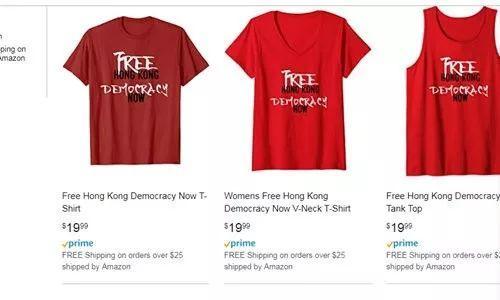 n
pping on
Amazon
FREE
HONG KONG
DEMOCRACY
NOW
FREE
HONG KONG
DEMOCRACY
NOW
FREE
HONG KONG
DEMOCRACY
NOW
Free Hong Kong Democracy Now T-
Shirt
$19.99
prime
FREE Shipping on orders over $25
shipped by Amazon
Womens Free Hong Kong
Democracy Now V-Neck T-Shirt
$19.99
prime
FREE Shipping on orders over $25
shipped by Amazon
Free Hong Kong Democracy
Tank Top
$19.99
prime
FREE Shipping on orders over $2
shipped by Amazon